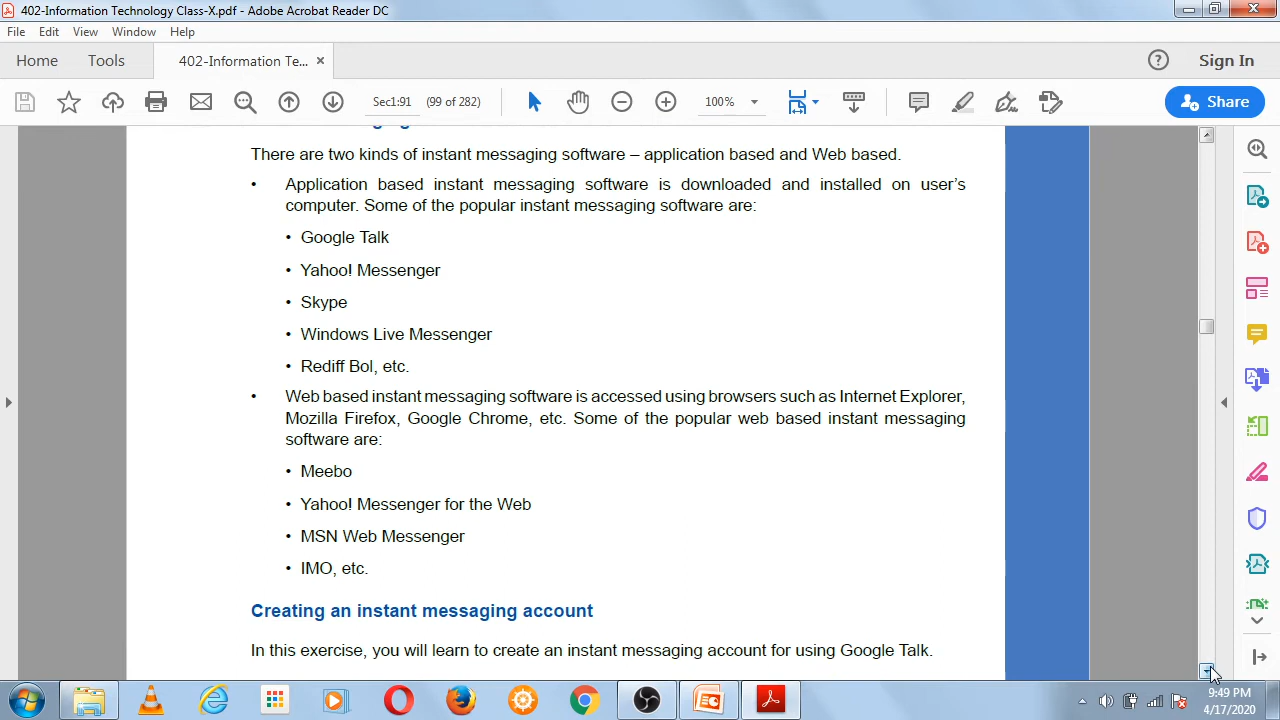 402-Information Technology Class-X.pdf - Adobe Acrobat Reader DC
File Edit View Window Help
Home Tools 402-Information Te... × ? Sign In
Sec1:91 (99 of 282) 100% Share
There are two kinds of instant messaging software – application based and Web based.
• Application based instant messaging software is downloaded and installed on user's
computer. Some of the popular instant messaging software are:
• Google Talk
• Yahoo! Messenger
• Skype
• Windows Live Messenger
• Rediff Bol, etc.
• Web based instant messaging software is accessed using browsers such as Internet Explorer,
Mozilla Firefox, Google Chrome, etc. Some of the popular web based instant messaging
software are:
• Meebo
• Yahoo! Messenger for the Web
• MSN Web Messenger
• IMO, etc.
Creating an instant messaging account
In this exercise, you will learn to create an instant messaging account for using Google Talk.
9:49 PM
4/17/2020